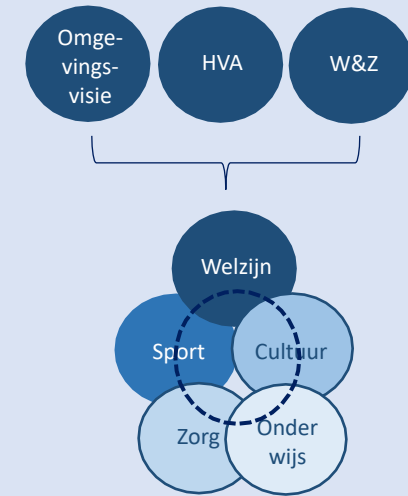 Omge-
vings-
visie
HVA
W&Z
Welzijn
Sport
Cultuur
Zorg
Onder
wijs